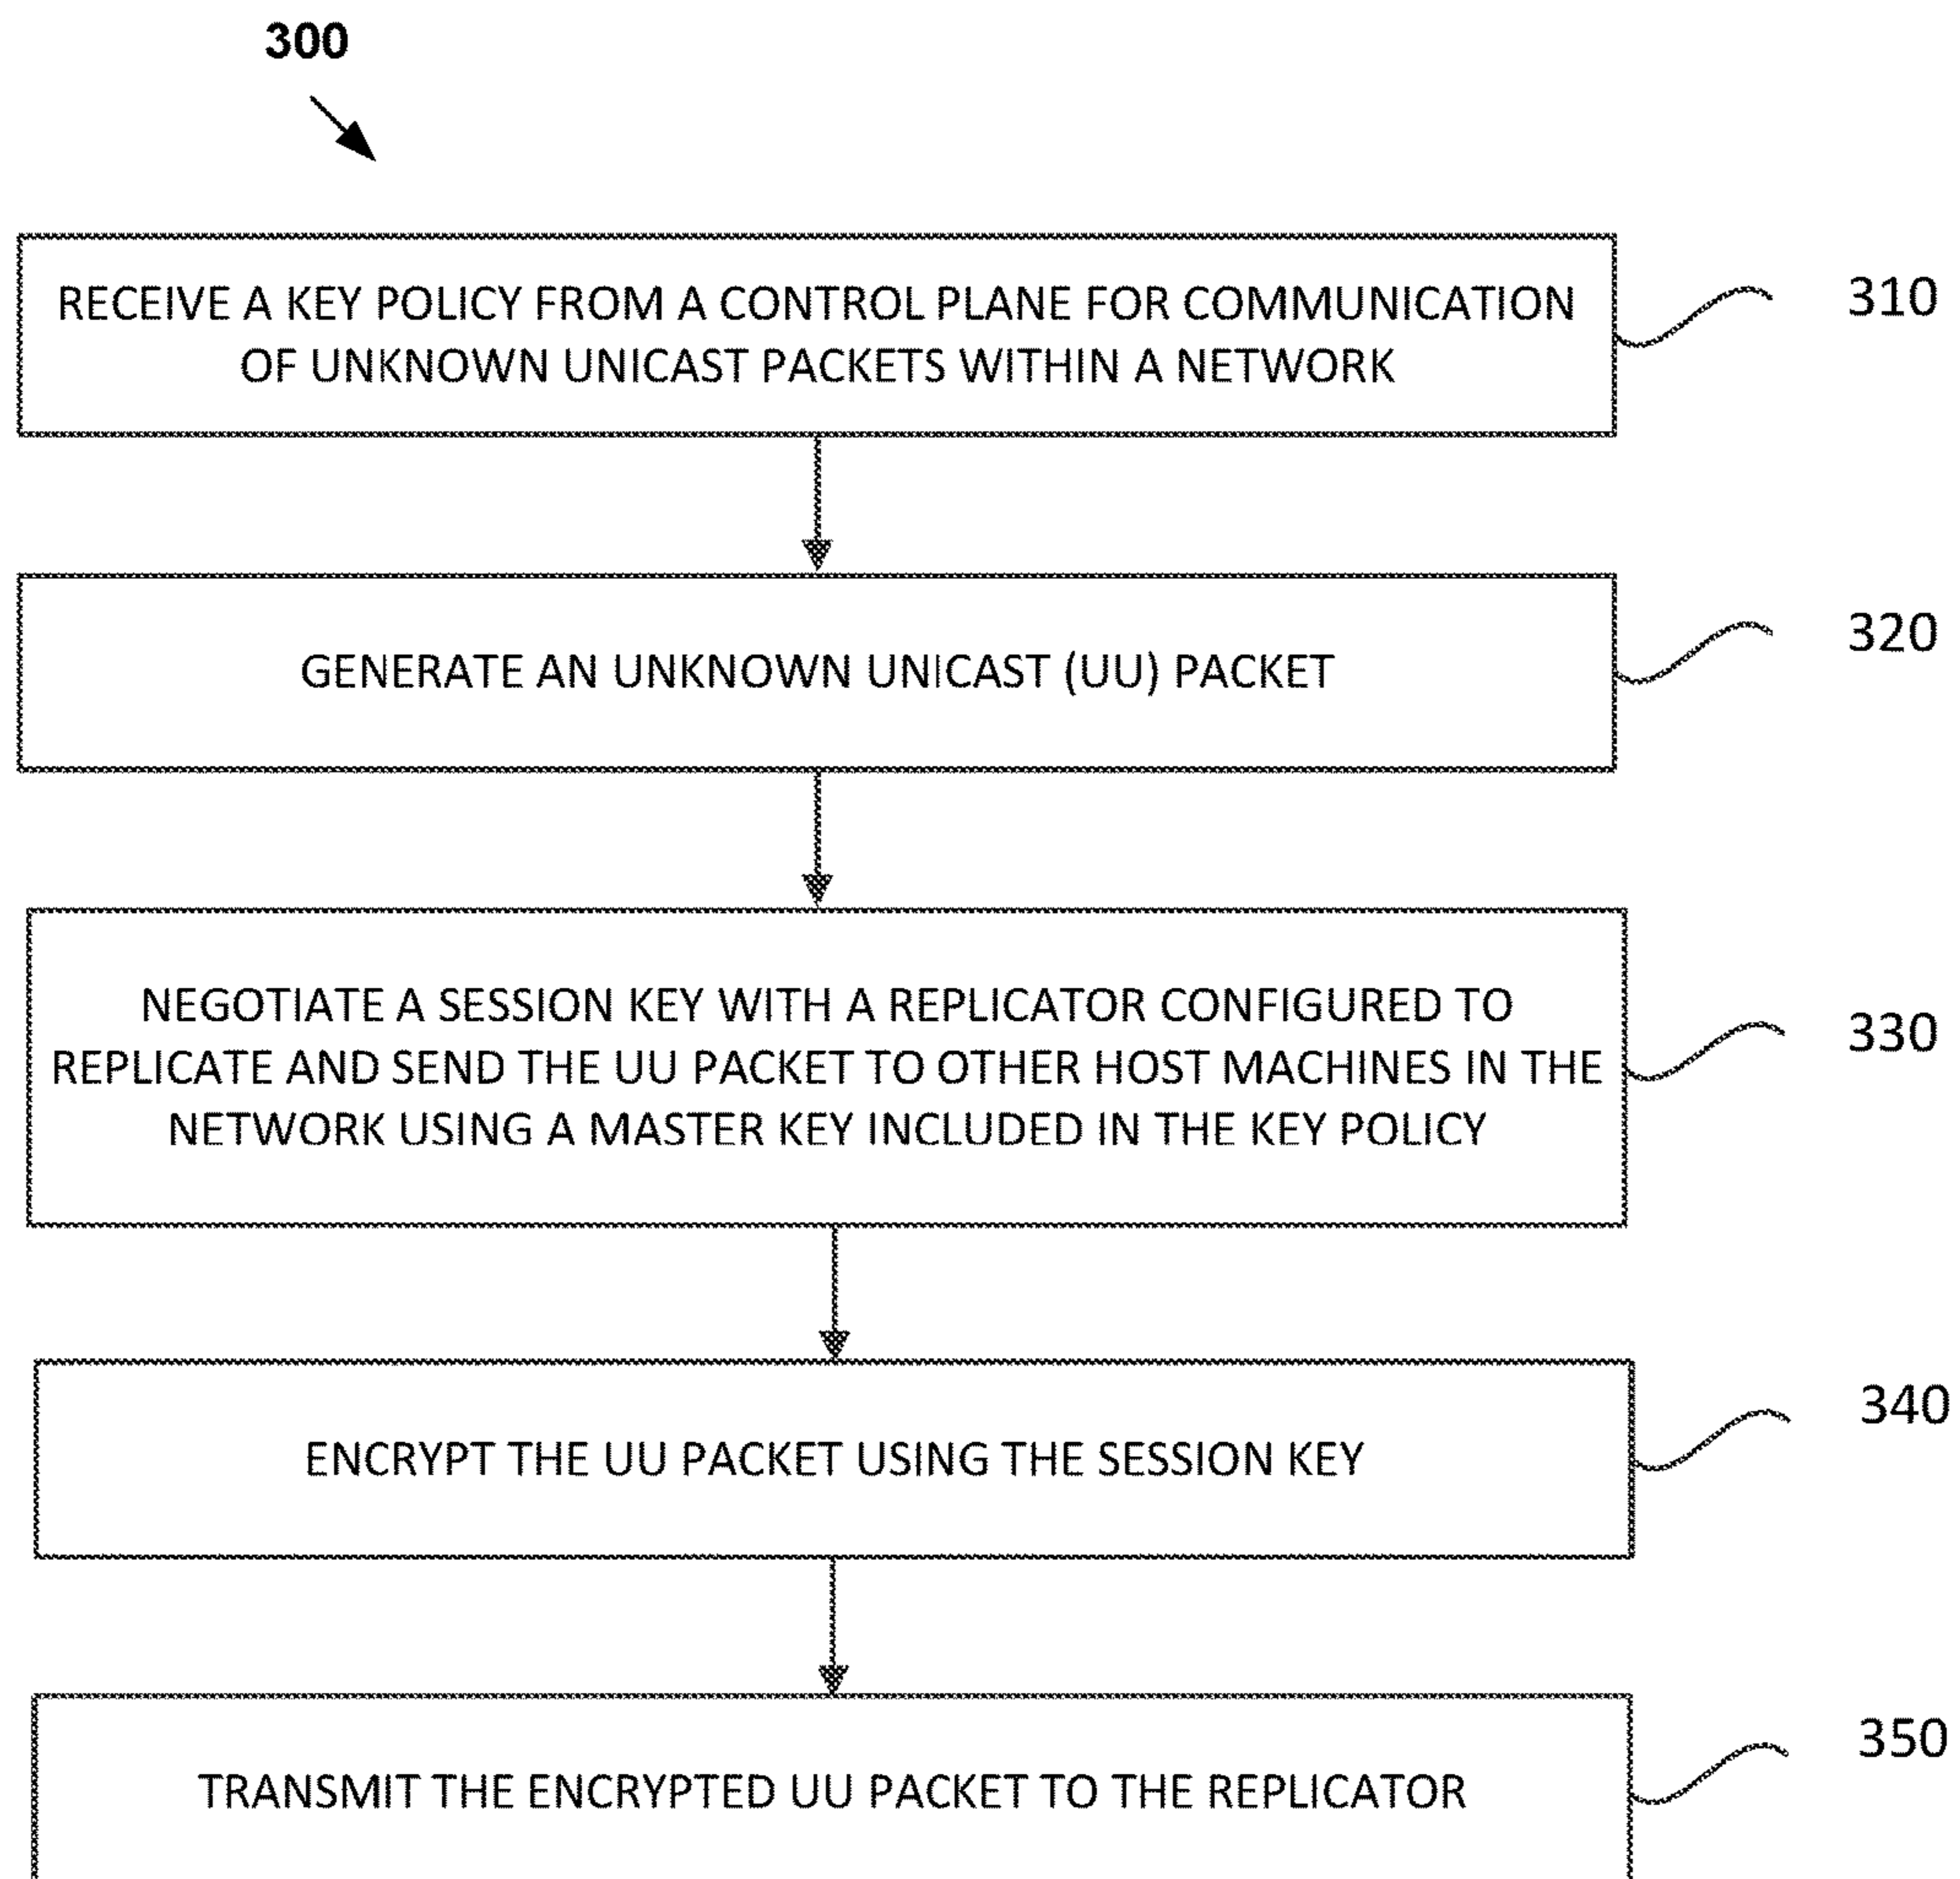 300
RECEIVE A KEY POLICY FROM A CONTROL PLANE FOR COMMUNICATION
OF UNKNOWN UNICAST PACKETS WITHIN A NETWORK
310
GENERATE AN UNKNOWN UNICAST (UU) PACKET
320
NEGOTIATE A SESSION KEY WITH A REPLICATOR CONFIGURED TO
REPLICATE AND SEND THE UU PACKET TO OTHER HOST MACHINES IN THE
NETWORK USING A MASTER KEY INCLUDED IN THE KEY POLICY
330
ENCRYPT THE UU PACKET USING THE SESSION KEY
340
TRANSMIT THE ENCRYPTED UU PACKET TO THE REPLICATOR
350